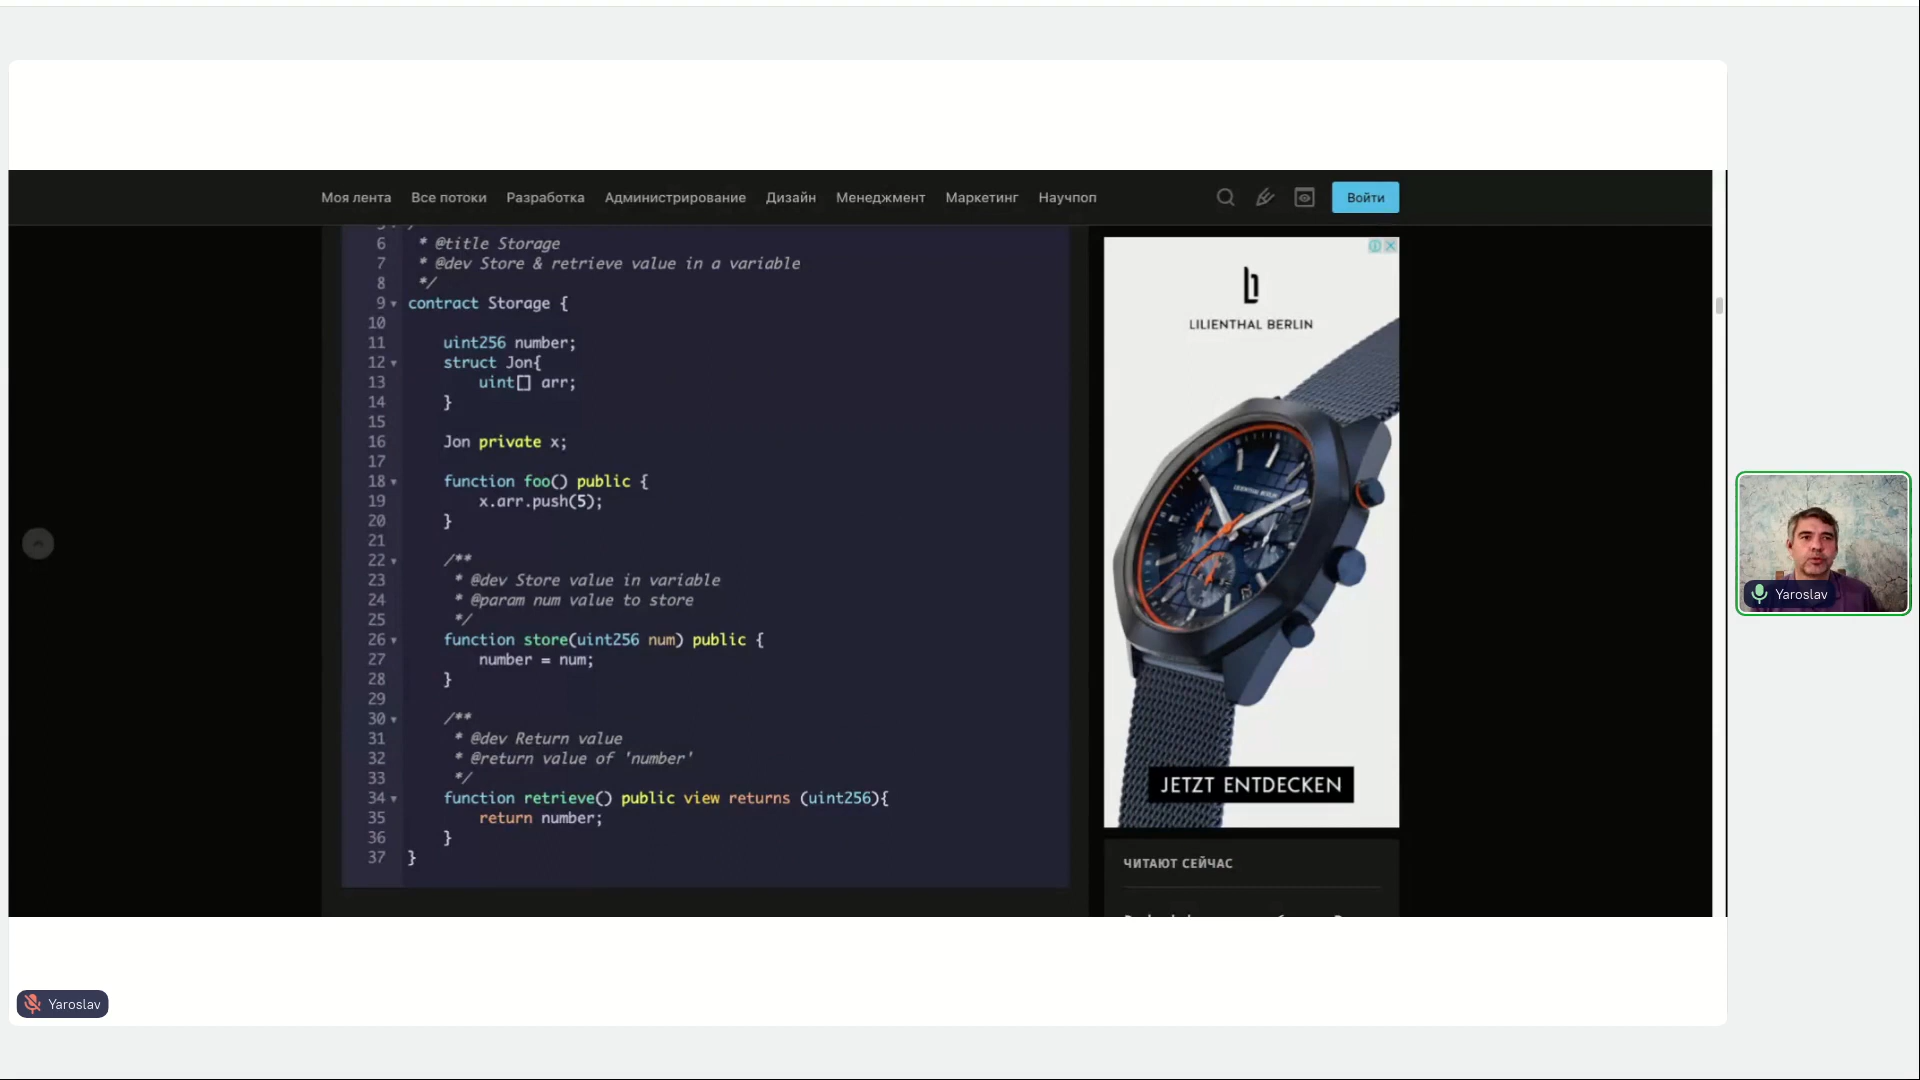 Моя лента Все потоки Разработка Администрирование Дизайн Менеджмент Маркетинг Научпоп Войти
6 * @title Storage
7 * @dev Store & retrieve value in a variable
8 */
9 contract Storage {
10
11 uint256 number;
12 struct Jon{
13 uint[] arr;
14 }
15
16 Jon private x;
17
18 function foo() public {
19 x.arr.push(5);
20 }
21
22 /**
23 * @dev Store value in variable
24 * @param num value to store
25 */
26 function store(uint256 num) public {
27 number = num;
28 }
29
30 /**
31 * @dev Return value
32 * @return value of 'number'
33 */
34 function retrieve() public view returns (uint256){
35 return number;
36 }
37 }
LILIENTHAL BERLIN
LILIENTHAL BERLIN
JETZT ENTDECKEN
ЧИТАЮТ СЕЙЧАС
Yaroslav
Yaroslav